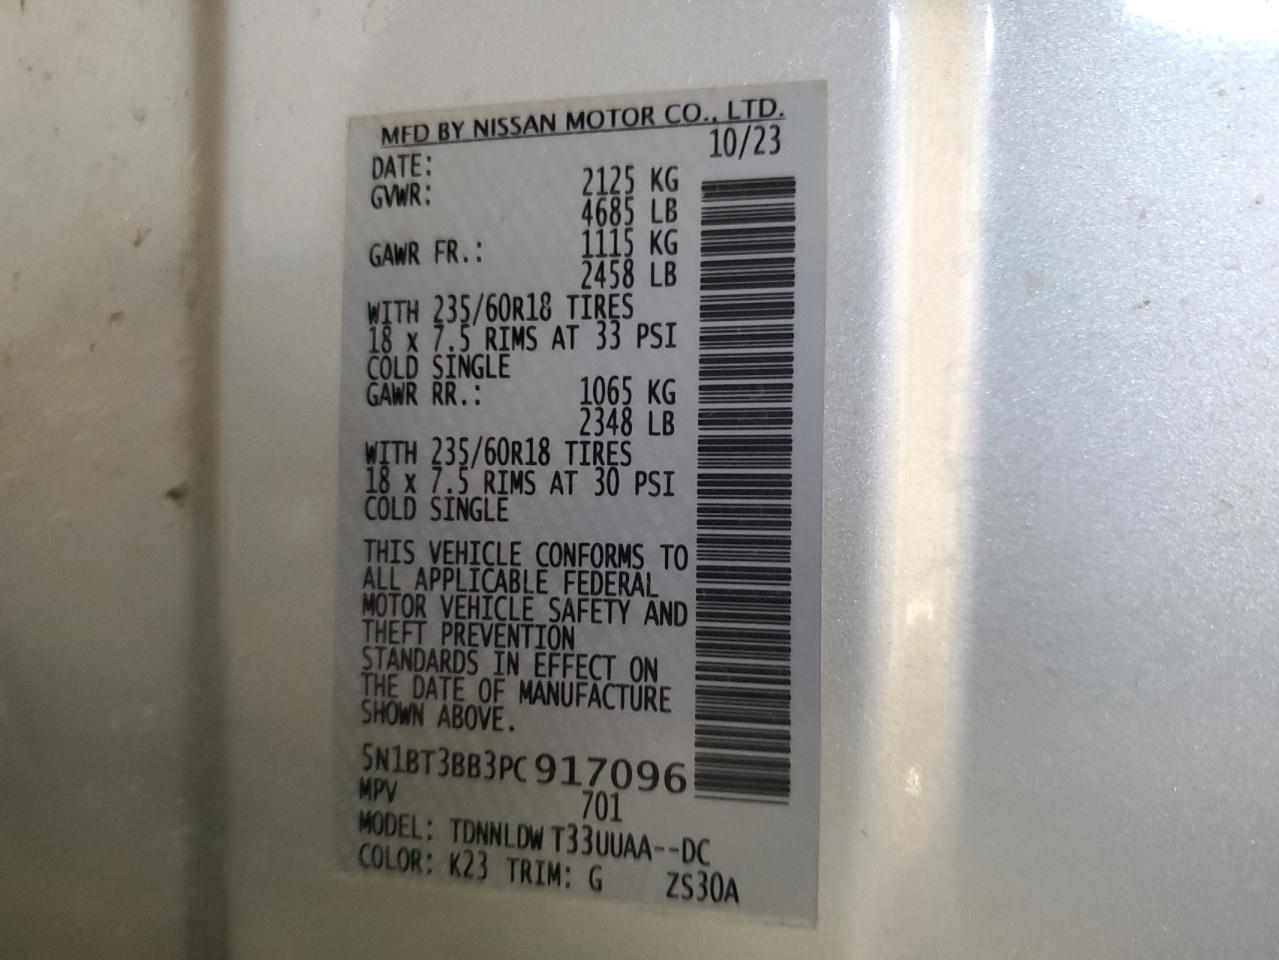 MFD BY NISSAN MOTOR CO., LTD.
DATE: 10/23
GVWR: 2125 KG
4685 LB
GAWR FR.: 1115 KG
2458 LB
WITH 235/60R18 TIRES
18 x 7.5 RIMS AT 33 PSI
COLD SINGLE
GAWR RR.: 1065 KG
2348 LB
WITH 235/60R18 TIRES
18 x 7.5 RIMS AT 30 PSI
COLD SINGLE
THIS VEHICLE CONFORMS TO
ALL APPLICABLE FEDERAL
MOTOR VEHICLE SAFETY AND
THEFT PREVENTION
STANDARDS IN EFFECT ON
THE DATE OF MANUFACTURE
SHOWN ABOVE.
5N1BT3BB3PC917096
MPV 701
MODEL: TDNNLDW T33UUAA--DC
COLOR: K23 TRIM: G ZS30A